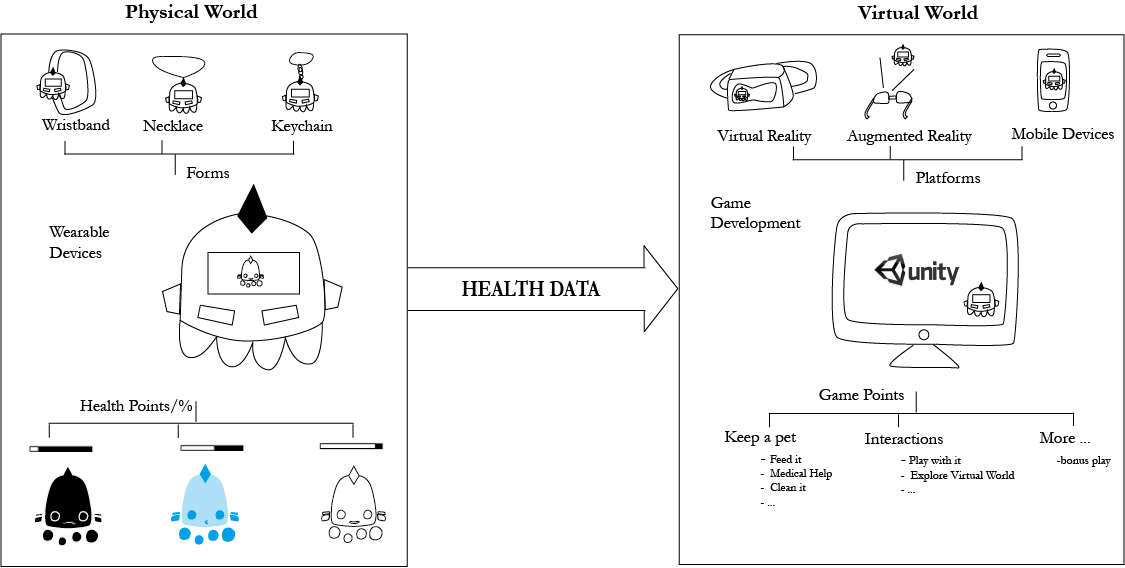 Physical World
Virtual World
Wristband
Necklace
Keychain
Forms
Wearable
Devices
Health Points/%
HEALTH DATA
Virtual Reality
Augmented Reality
Mobile Devices
Platforms
Game
Development
unity
Game Points
Keep a pet
- Feed it
- Medical Help
- Clean it
- ...
Interactions
- Play with it
- Explore Virtual World
- ...
More ...
-bonus play